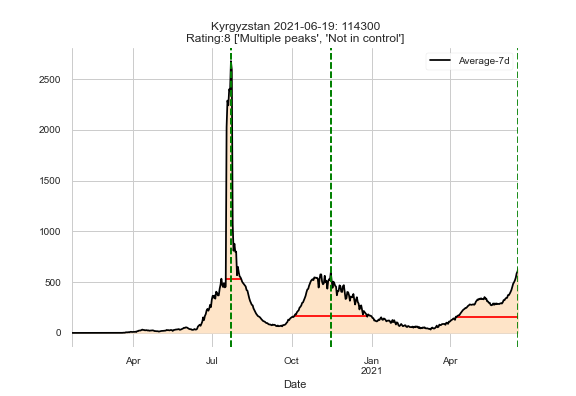 Kyrgyzstan 2021-06-19: 114300
Rating:8 ['Multiple peaks', 'Not in control']
Average-7d
2500
2000
1500
1000
500
0
Apr Jul Oct Jan Apr
2021
Date